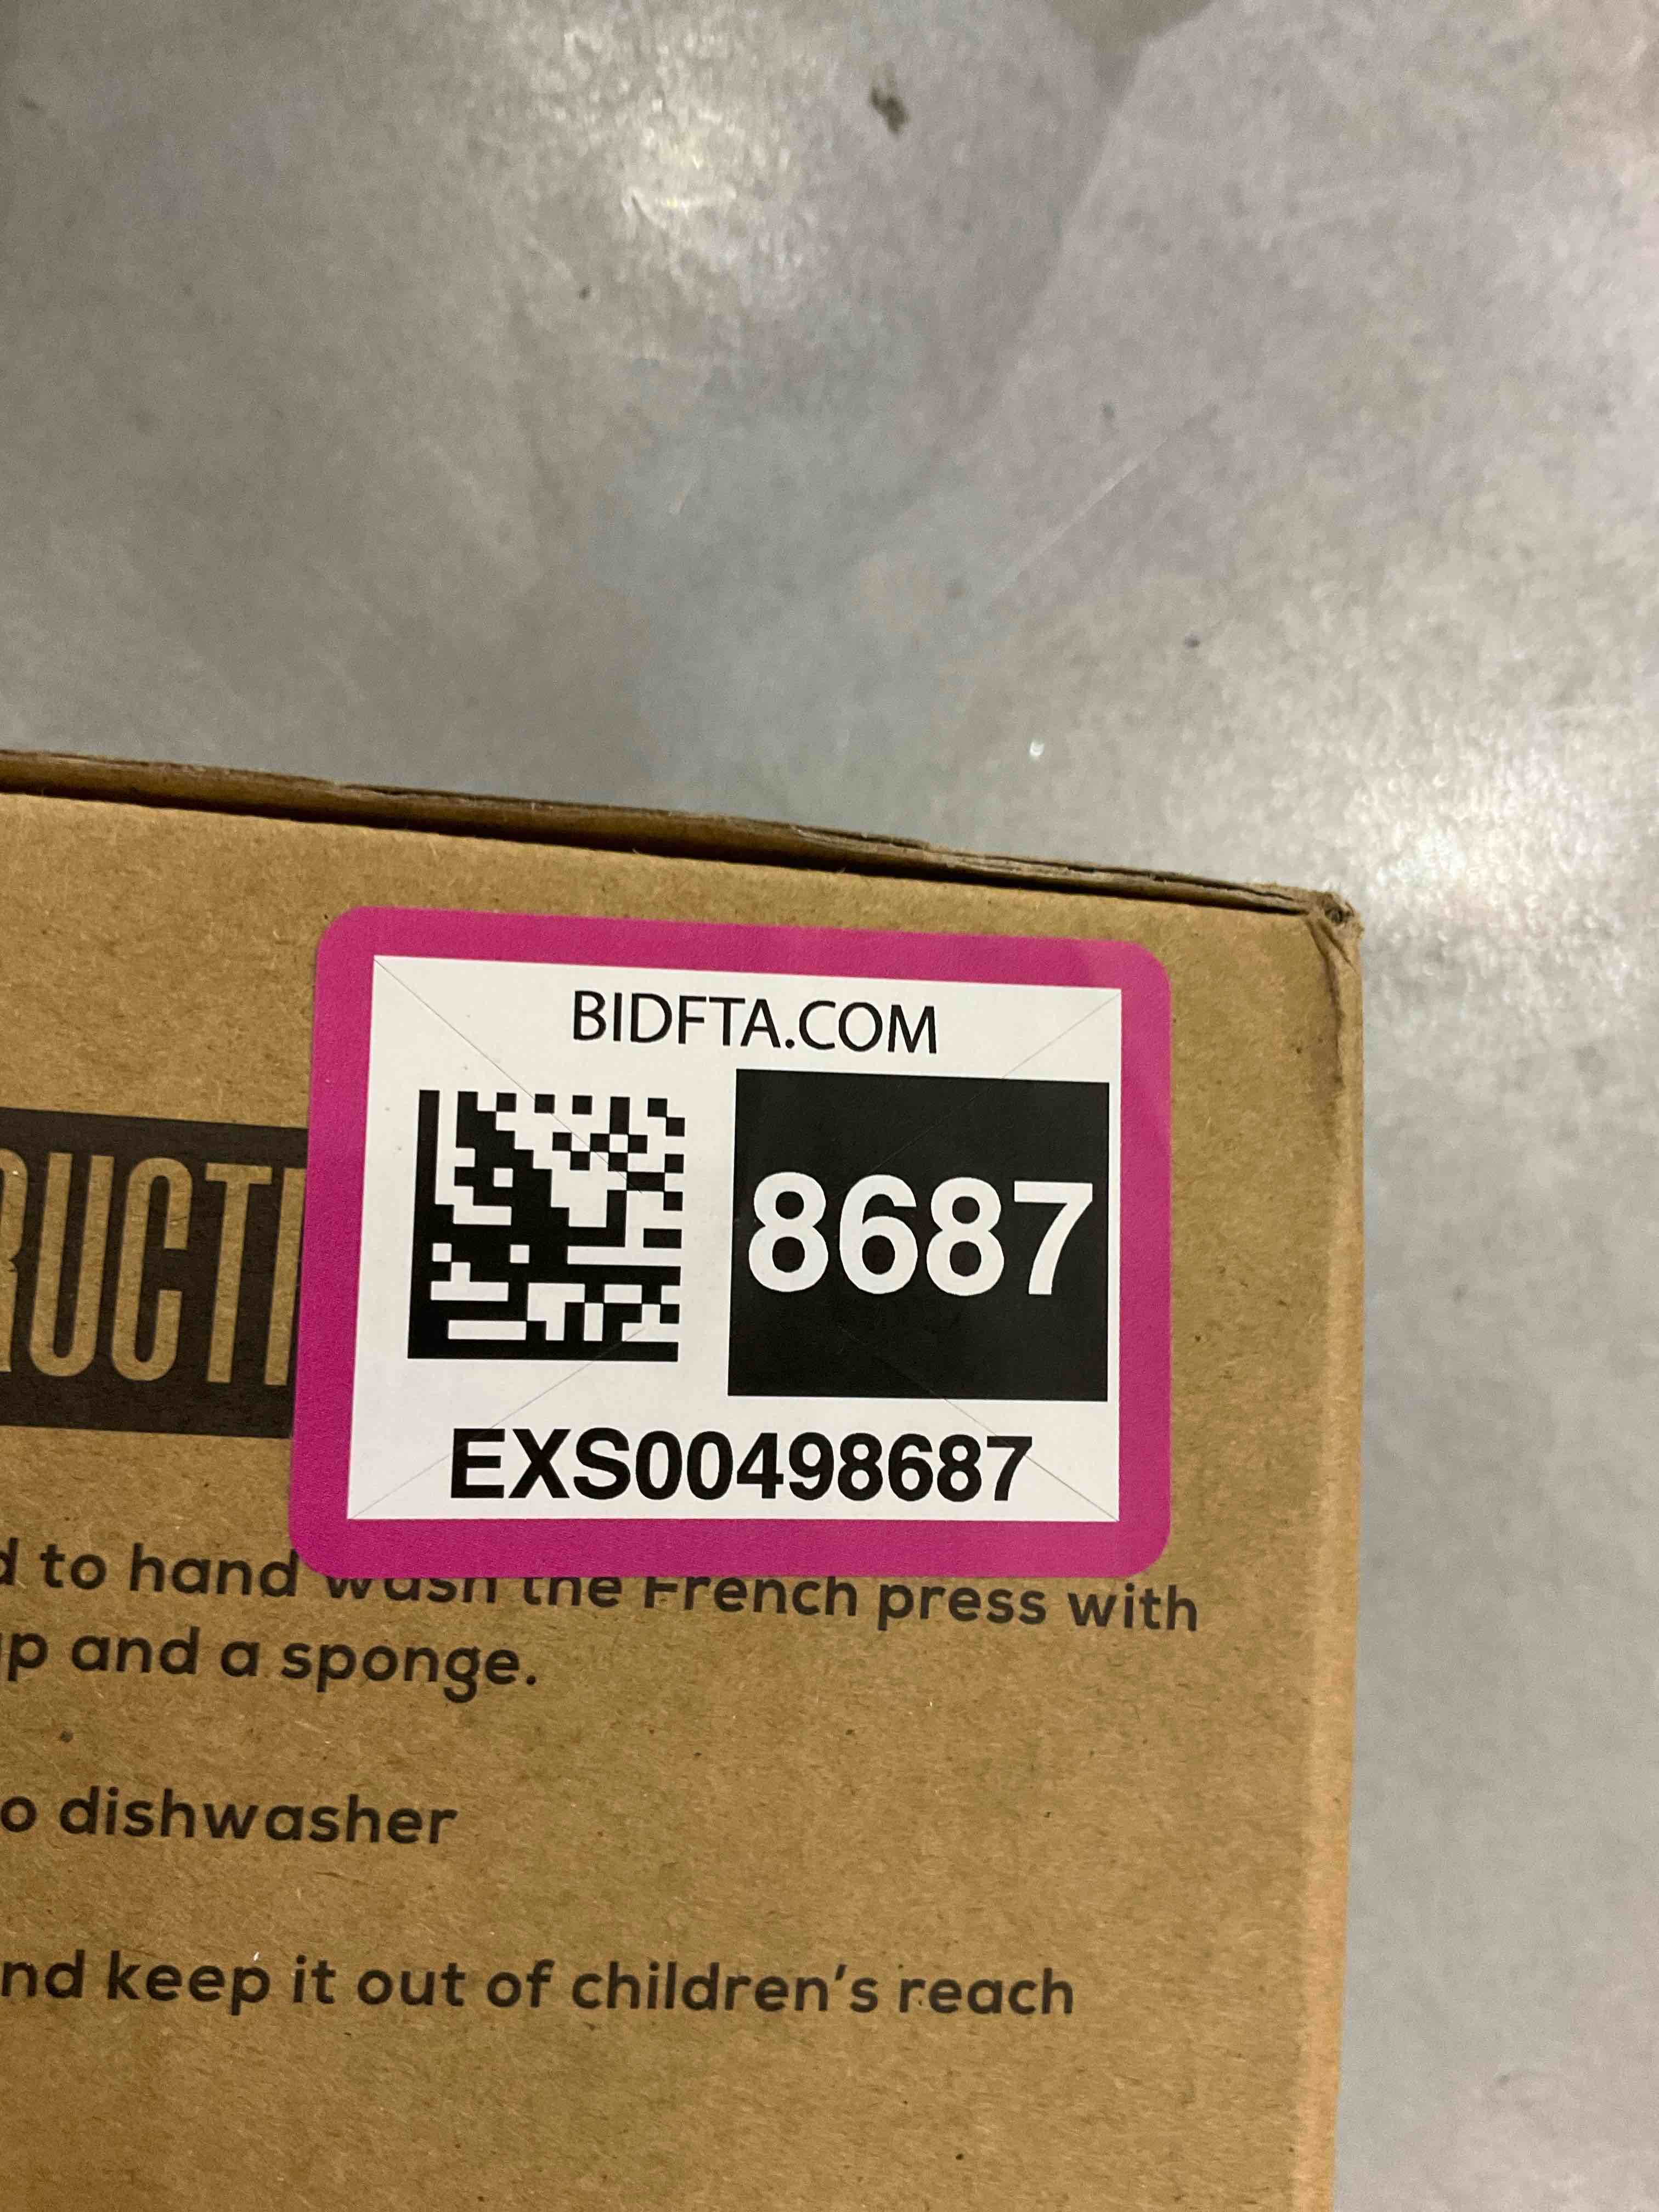 BIDFTA.COM
8687
EXS00498687
RUCTI
d to hand wash the French press with
p and a sponge.
o dishwasher
nd keep it out of children's reach